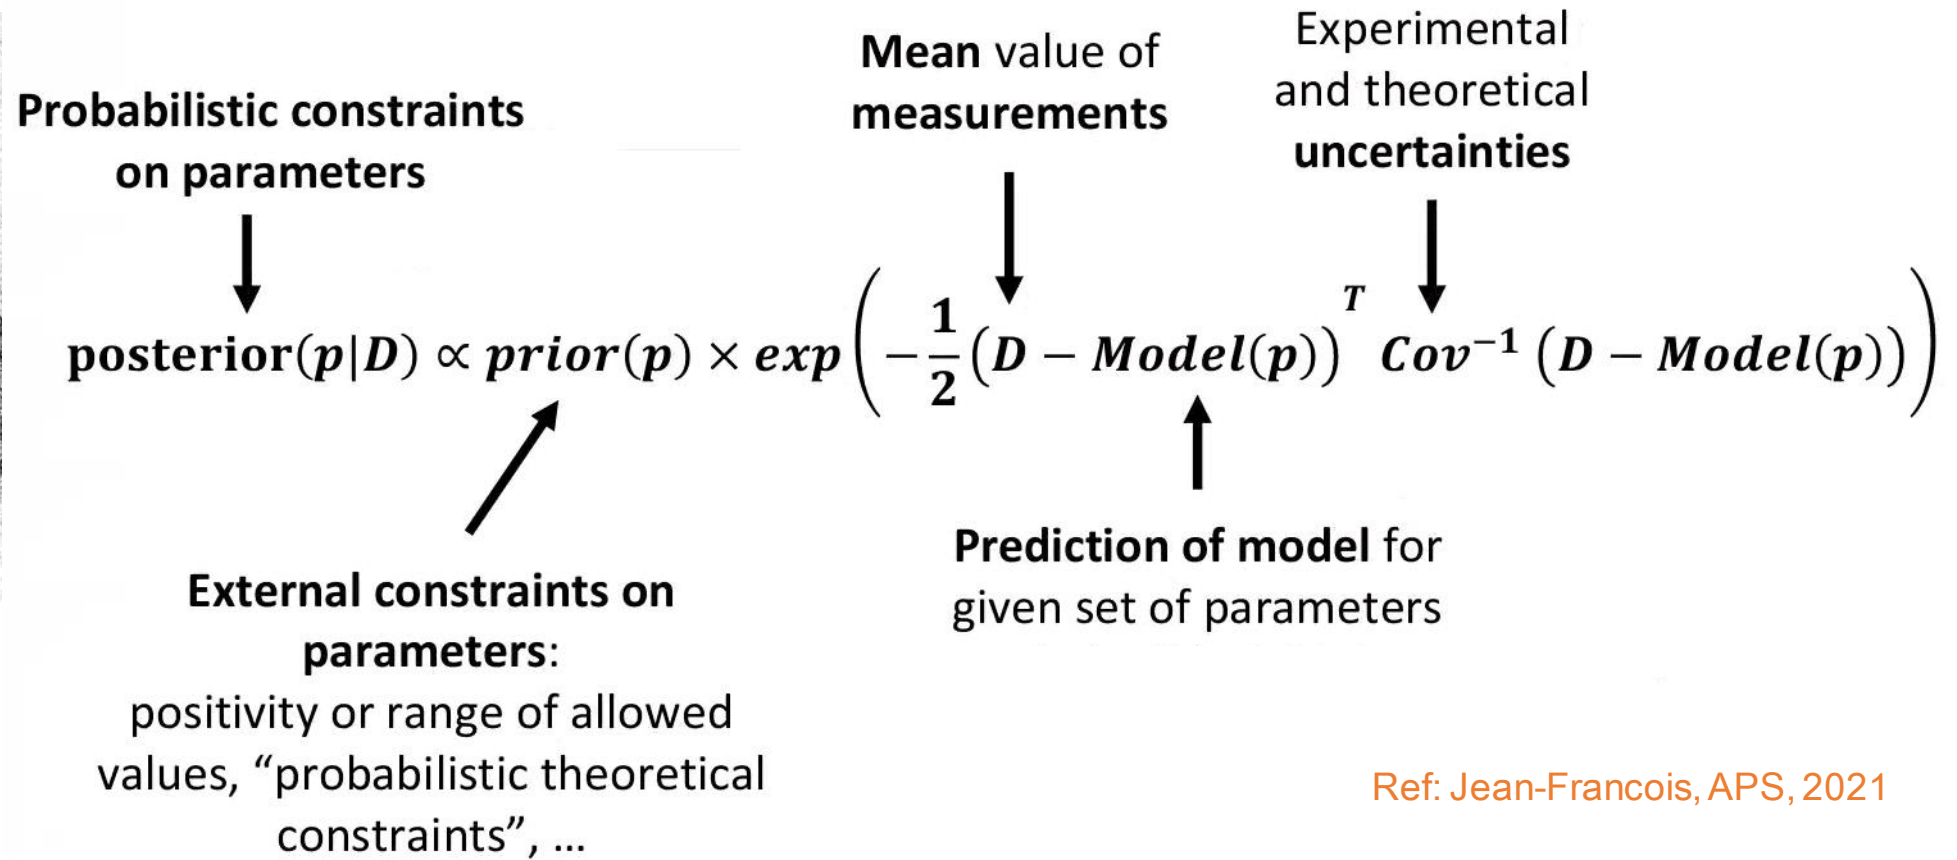 Probabilistic constraints
on parameters
Mean value of
measurements
Experimental
and theoretical
uncertainties
posterior(p|D) ∝ prior(p) × exp(−1/2 (D − Model(p))ᵀ Cov⁻¹ (D − Model(p)))
External constraints on
parameters:
positivity or range of allowed
values, “probabilistic theoretical
constraints”, ...
Prediction of model for
given set of parameters
Ref: Jean-Francois, APS, 2021